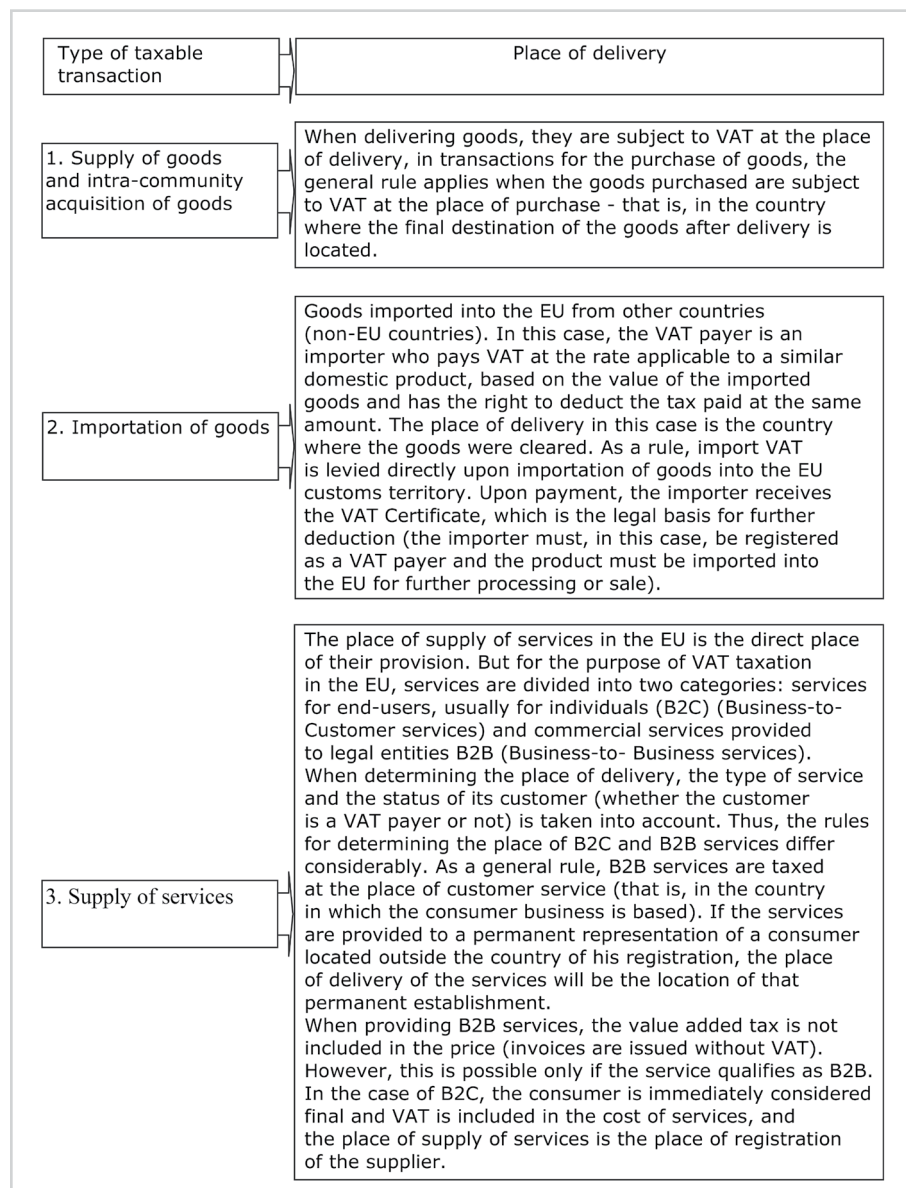 Type of taxable
transaction
Place of delivery
1. Supply of goods
and intra-community
acquisition of goods
When delivering goods, they are subject to VAT at the place
of delivery, in transactions for the purchase of goods, the
general rule applies when the goods purchased are subject
to VAT at the place of purchase - that is, in the country
where the final destination of the goods after delivery is
located.
2. Importation of goods
Goods imported into the EU from other countries
(non-EU countries). In this case, the VAT payer is an
importer who pays VAT at the rate applicable to a similar
domestic product, based on the value of the imported
goods and has the right to deduct the tax paid at the same
amount. The place of delivery in this case is the country
where the goods were cleared. As a rule, import VAT
is levied directly upon importation of goods into the EU
customs territory. Upon payment, the importer receives
the VAT Certificate, which is the legal basis for further
deduction (the importer must, in this case, be registered
as a VAT payer and the product must be imported into
the EU for further processing or sale).
3. Supply of services
The place of supply of services in the EU is the direct place
of their provision. But for the purpose of VAT taxation
in the EU, services are divided into two categories: services
for end-users, usually for individuals (B2C) (Business-to-
Customer services) and commercial services provided
to legal entities B2B (Business-to- Business services).
When determining the place of delivery, the type of service
and the status of its customer (whether the customer
is a VAT payer or not) is taken into account. Thus, the rules
for determining the place of B2C and B2B services differ
considerably. As a general rule, B2B services are taxed
at the place of customer service (that is, in the country
in which the consumer business is based). If the services
are provided to a permanent representation of a consumer
located outside the country of his registration, the place
of delivery of the services will be the location of that
permanent establishment.
When providing B2B services, the value added tax is not
included in the price (invoices are issued without VAT).
However, this is possible only if the service qualifies as B2B.
In the case of B2C, the consumer is immediately considered
final and VAT is included in the cost of services, and
the place of supply of services is the place of registration
of the supplier.